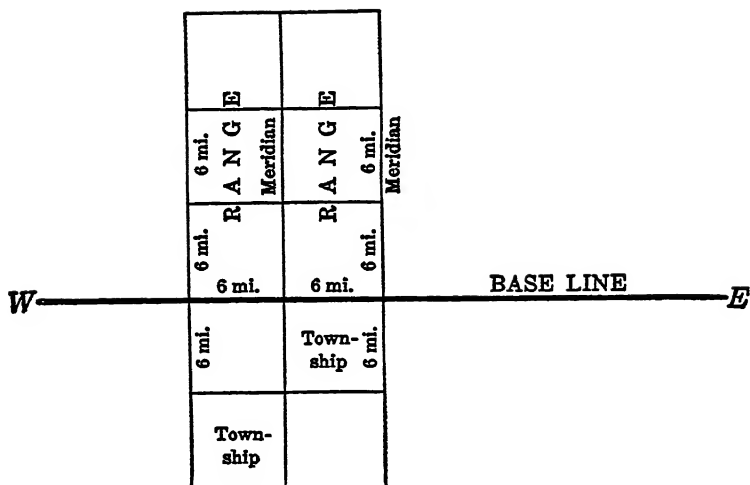 RANGE
RANGE
6 mi.
Meridian
6 mi.
Meridian
6 mi.
6 mi.
6 mi.
6 mi.
BASE LINE
W
E
6 mi.
Town-
ship
6 mi.
Town-
ship